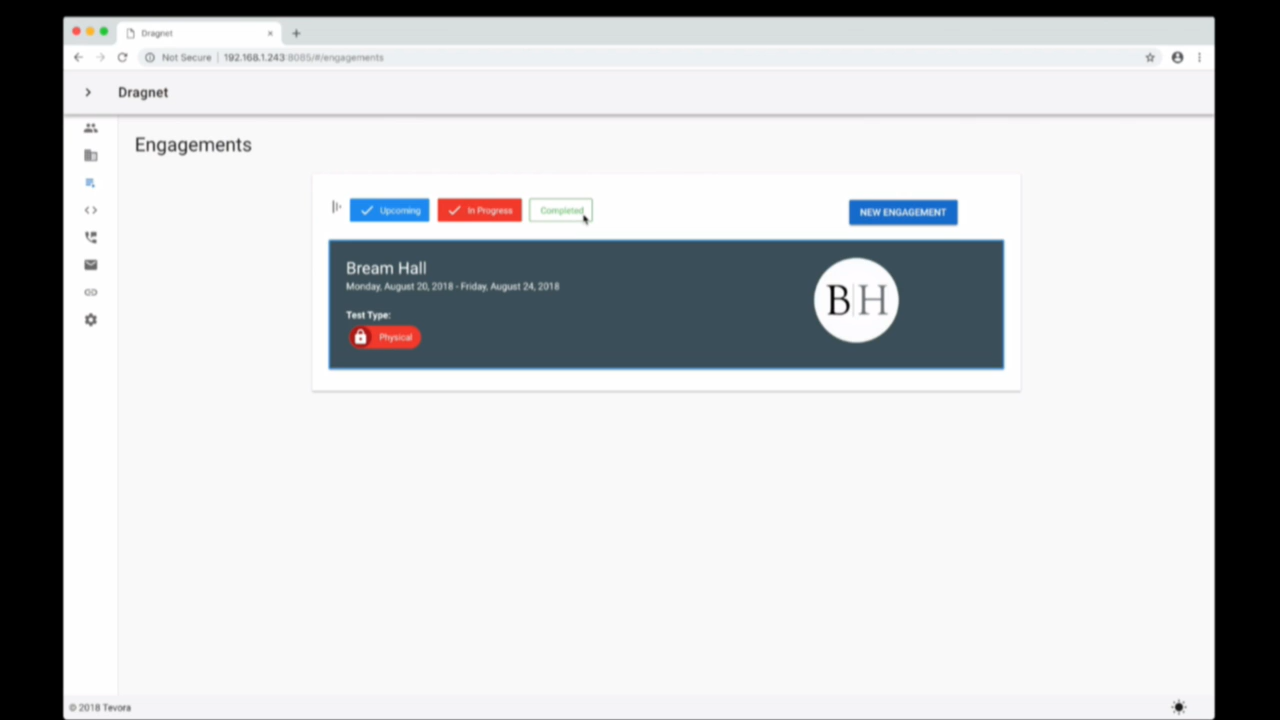 Dragnet
Not Secure | 192.168.1.243:8085/#/engagements
Dragnet
Engagements
Upcoming In Progress Completed NEW ENGAGEMENT
Bream Hall
Monday, August 20, 2018 - Friday, August 24, 2018
B|H
Test Type:
Physical
© 2018 Tevora